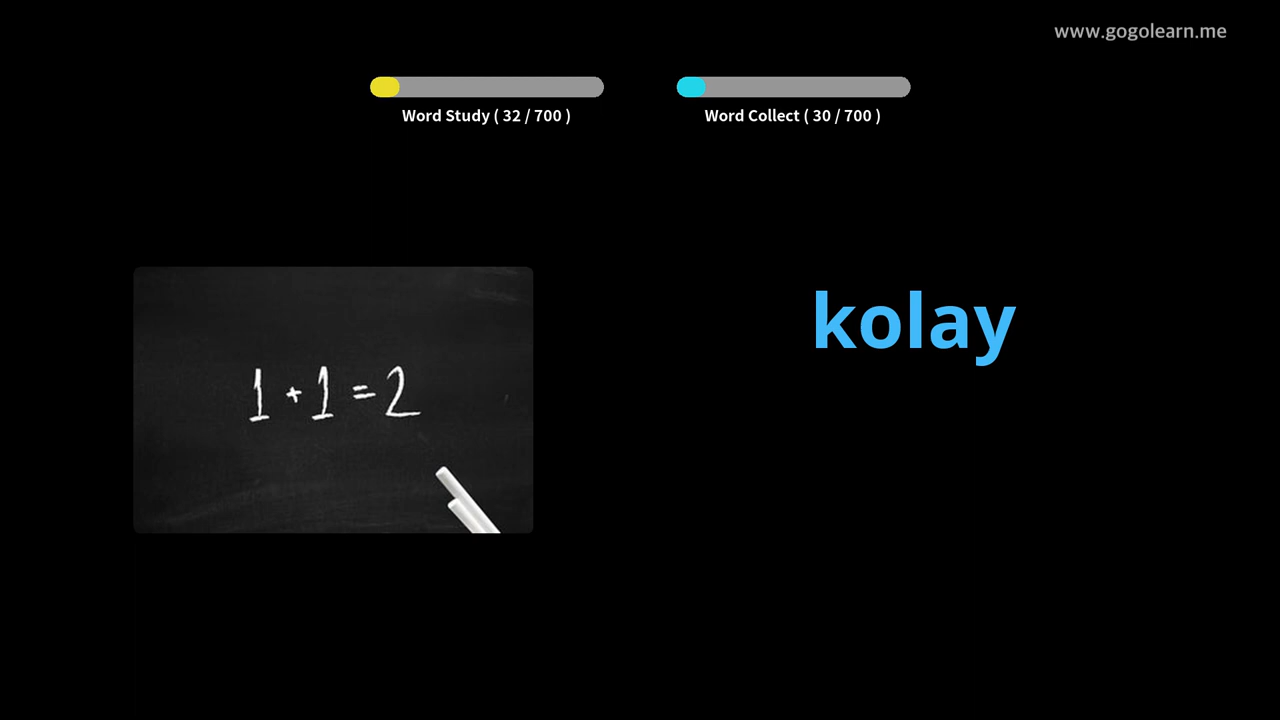 www.gogolearn.me
Word Study ( 32 / 700 )
Word Collect ( 30 / 700 )
kolay
1 + 1 = 2